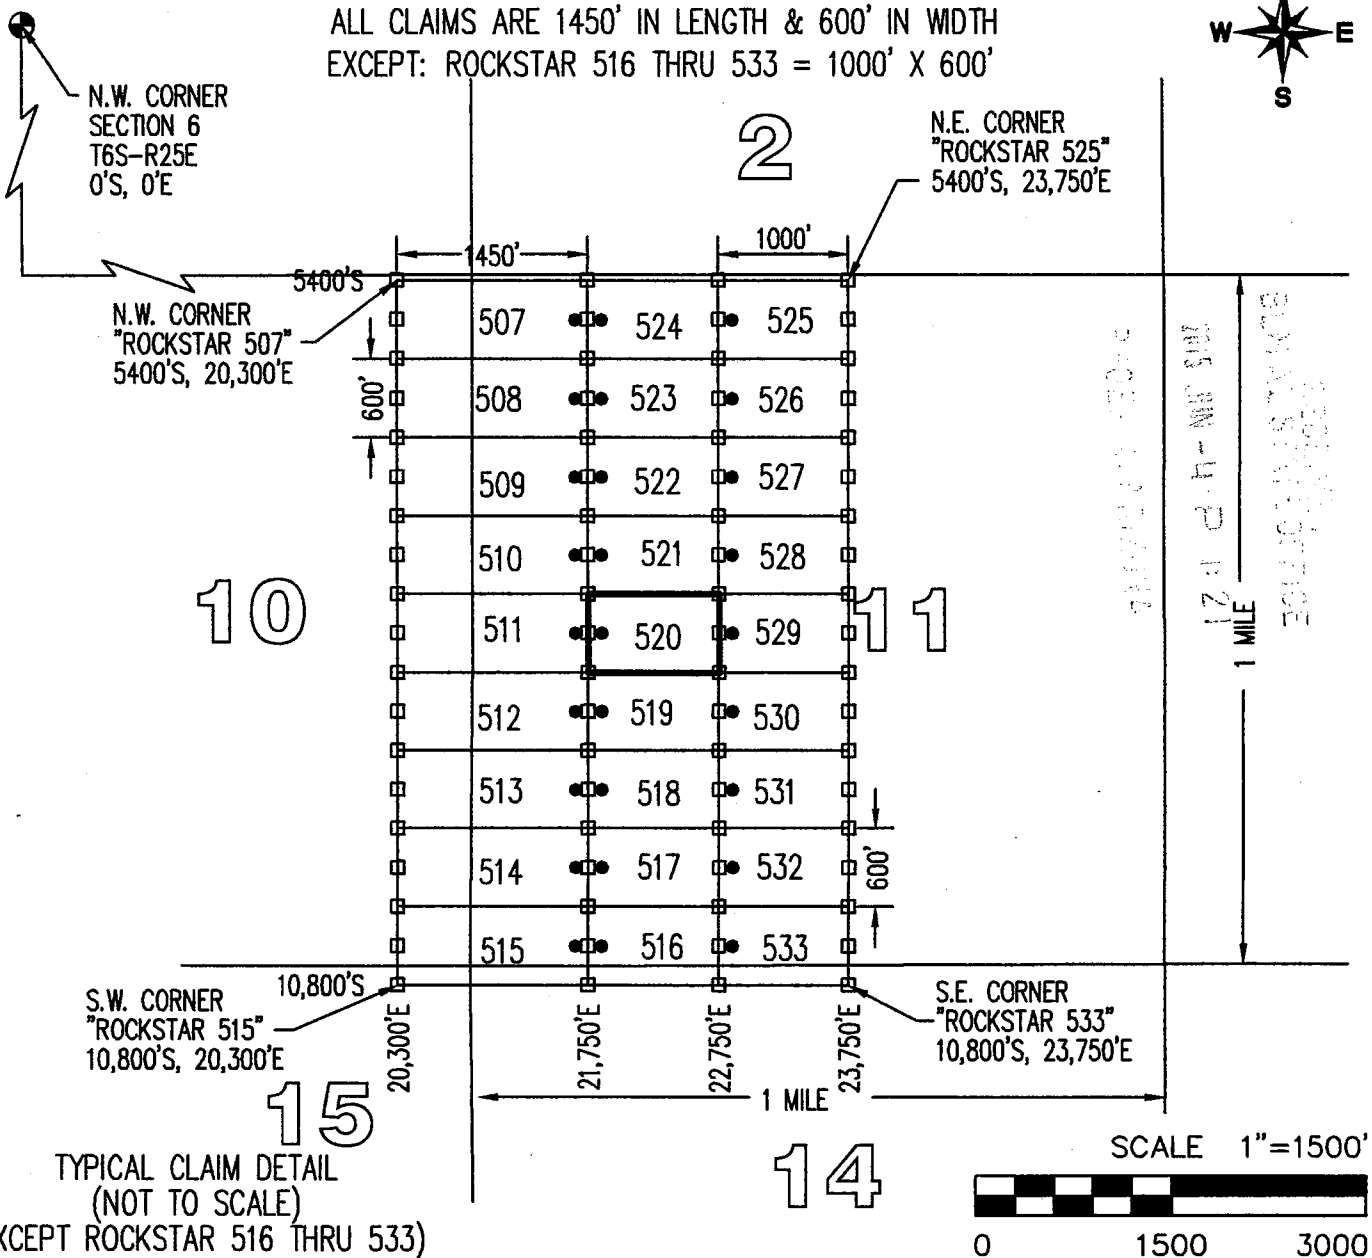 ALL CLAIMS ARE 1450' IN LENGTH & 600' IN WIDTH
EXCEPT: ROCKSTAR 516 THRU 533 = 1000' X 600'
W E
S
N.W. CORNER
SECTION 6
T6S-R25E
0'S, 0'E
2
N.E. CORNER
"ROCKSTAR 525"
5400'S, 23,750'E
1450'
1000'
5400'S
N.W. CORNER
"ROCKSTAR 507"
5400'S, 20,300'E
600'
507 524 525
508 523 526
509 522 527
510 521 528
511 520 529
512 519 530
513 518 531
514 517 532
515 516 533
10
11
1 MILE
2015 JUN -4 P 1:21
600'
10,800'S
S.W. CORNER
"ROCKSTAR 515"
10,800'S, 20,300'E
20,300'E
21,750'E
22,750'E
23,750'E
S.E. CORNER
"ROCKSTAR 533"
10,800'S, 23,750'E
1 MILE
15
14
TYPICAL CLAIM DETAIL
(NOT TO SCALE)
XCEPT ROCKSTAR 516 THRU 533)
SCALE 1"=1500'
0 1500 3000